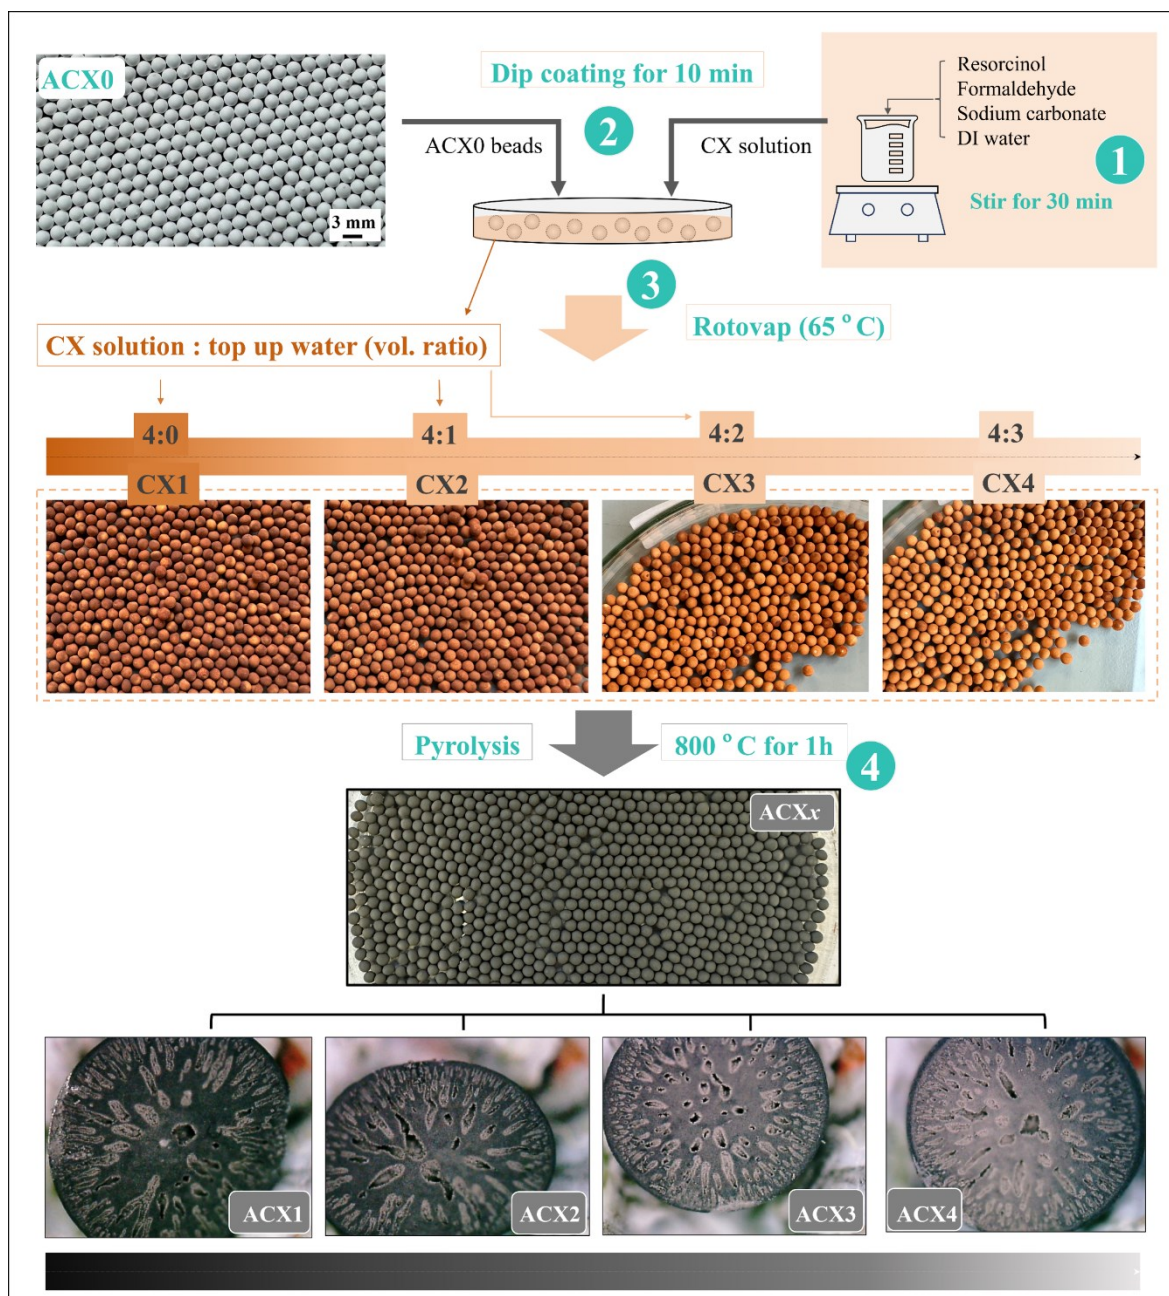 ACX0
3 mm
Dip coating for 10 min
2
ACX0 beads
CX solution
Resorcinol
Formaldehyde
Sodium carbonate
DI water
1
Stir for 30 min
3
Rotovap (65 °C)
CX solution : top up water (vol. ratio)
4:0
4:1
4:2
4:3
CX1
CX2
CX3
CX4
Pyrolysis
800 °C for 1h
4
ACXx
ACX1
ACX2
ACX3
ACX4